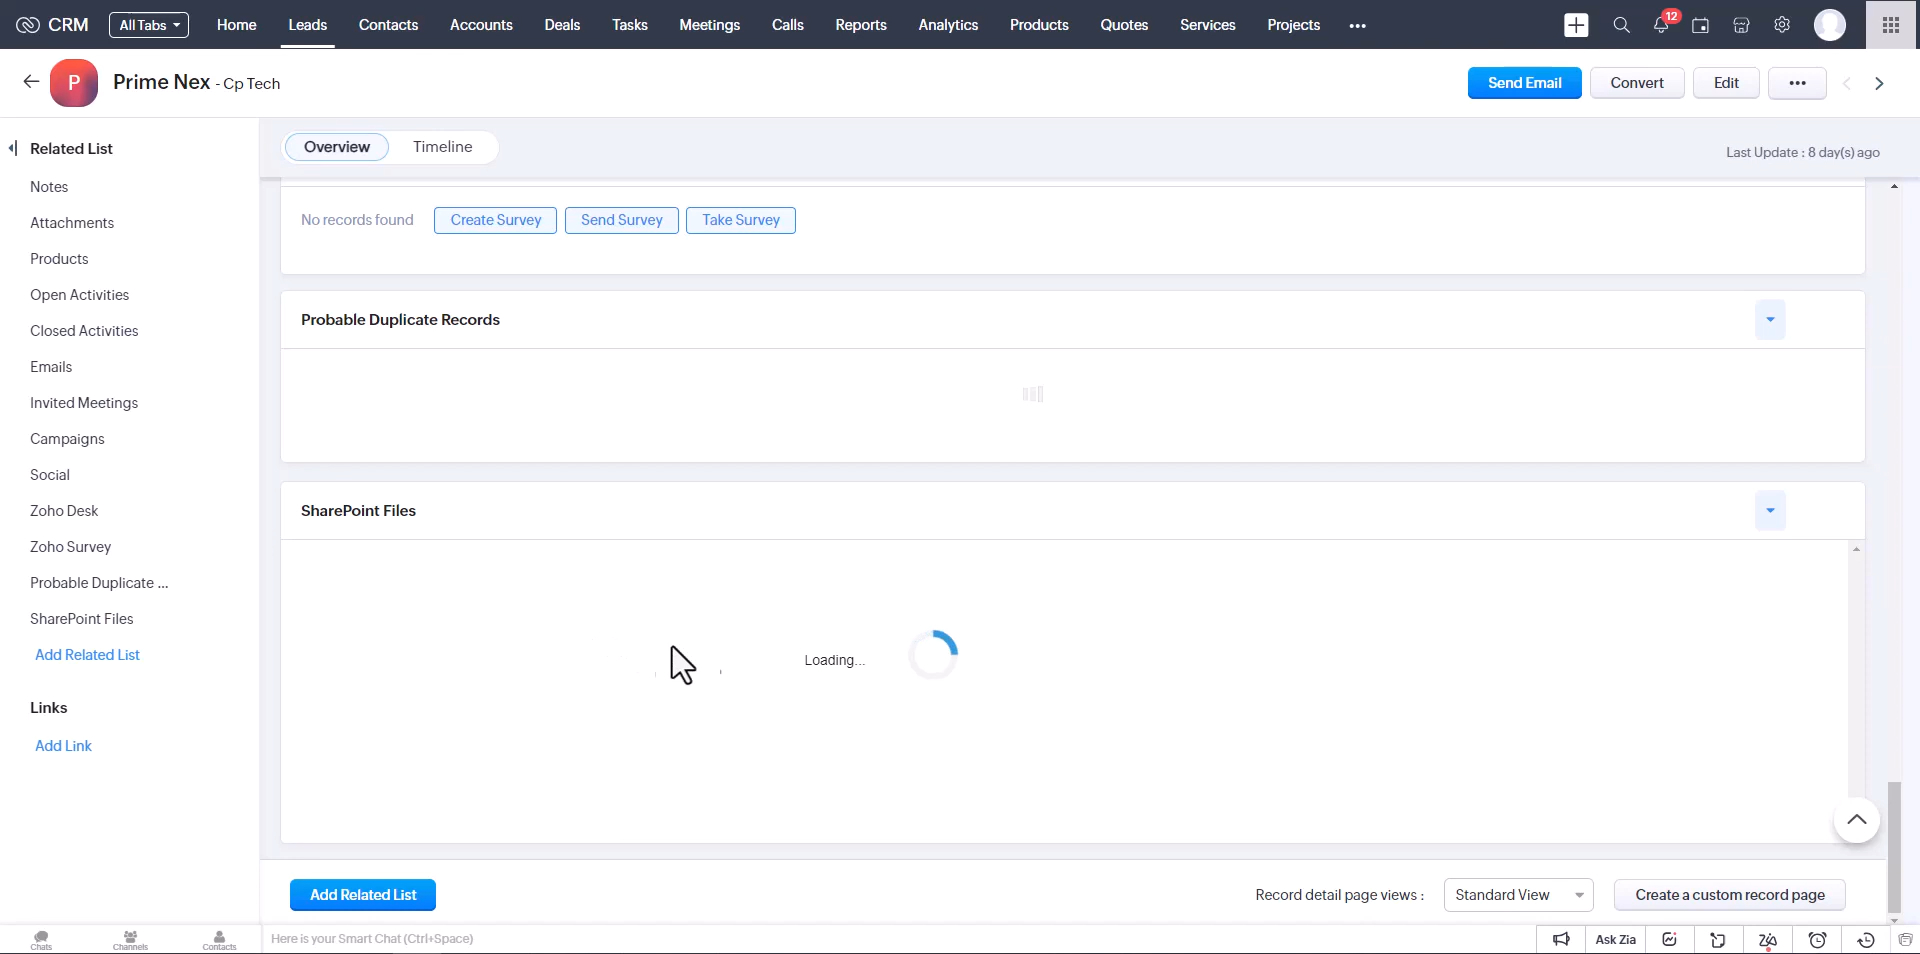 CRM
All Tabs
Home
Leads
Contacts
Accounts
Deals
Tasks
Meetings
Calls
Reports
Analytics
Products
Quotes
Services
Projects
12
P
Prime Nex - Cp Tech
Send Email
Convert
Edit
Related List
Notes
Attachments
Products
Open Activities
Closed Activities
Emails
Invited Meetings
Campaigns
Social
Zoho Desk
Zoho Survey
Probable Duplicate ...
SharePoint Files
Add Related List
Links
Add Link
Overview
Timeline
Last Update : 8 day(s) ago
No records found
Create Survey
Send Survey
Take Survey
Probable Duplicate Records
SharePoint Files
Loading...
Add Related List
Record detail page views :
Standard View
Create a custom record page
Chats
Channels
Contacts
Here is your Smart Chat (Ctrl+Space)
Ask Zia